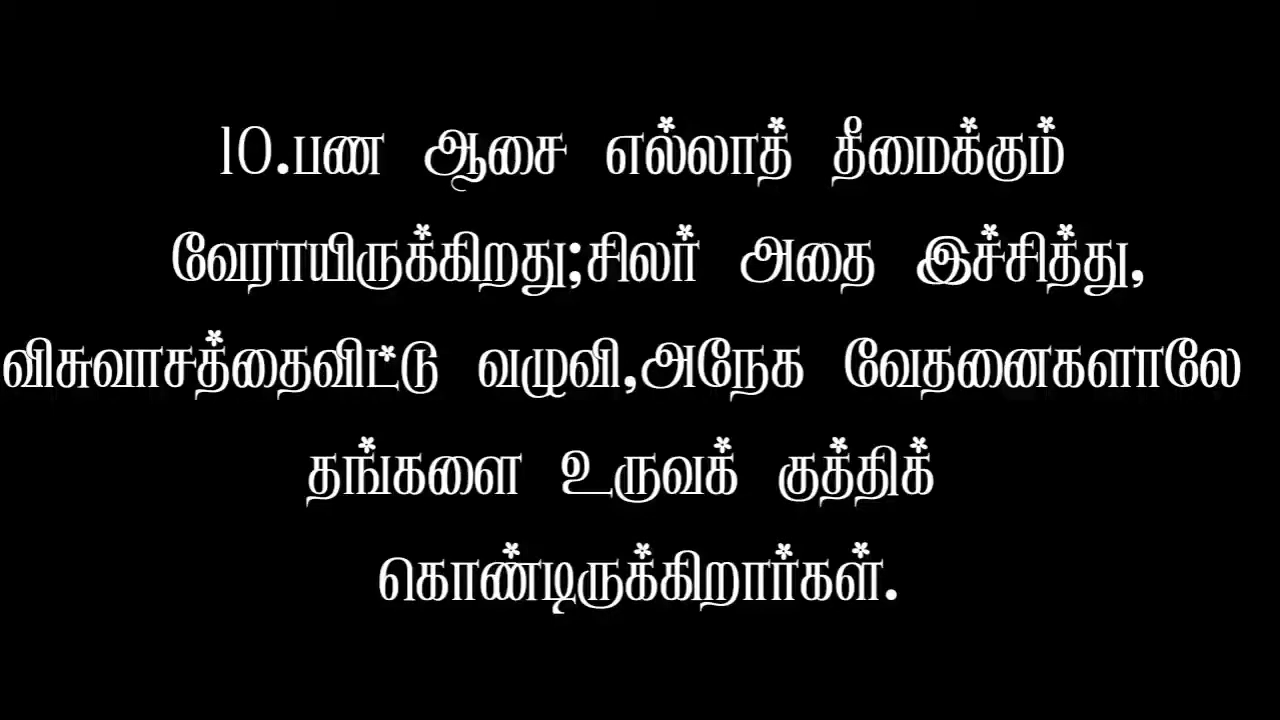 10.பண ஆசை எல்லாத் தீமைக்கும்
வேராயிருக்கிறது;சிலர் அதை இச்சித்து,
விசுவாசத்தைவிட்டு வழுவி,அநேக வேதனைகளாலே
தங்களை உருவக் குத்திக்
கொண்டிருக்கிறார்கள்.